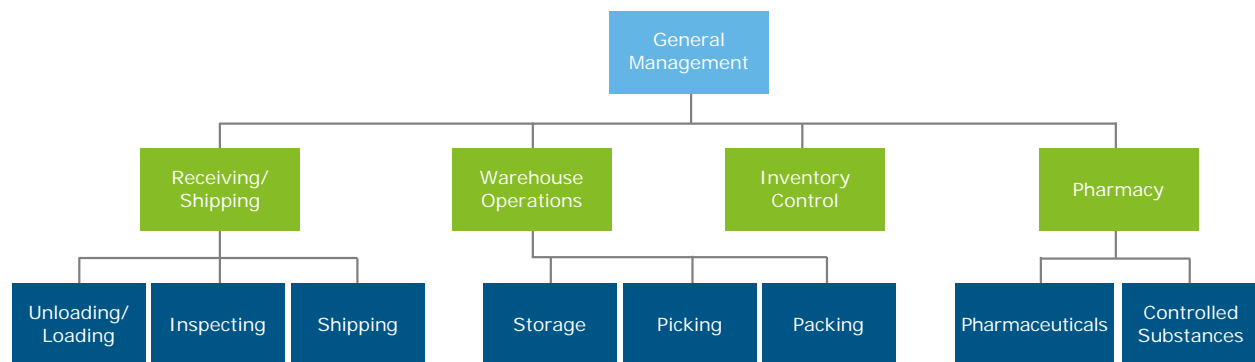 General
Management
Receiving/
Shipping
Warehouse
Operations
Inventory
Control
Pharmacy
Unloading/
Loading
Inspecting
Shipping
Storage
Picking
Packing
Pharmaceuticals
Controlled
Substances